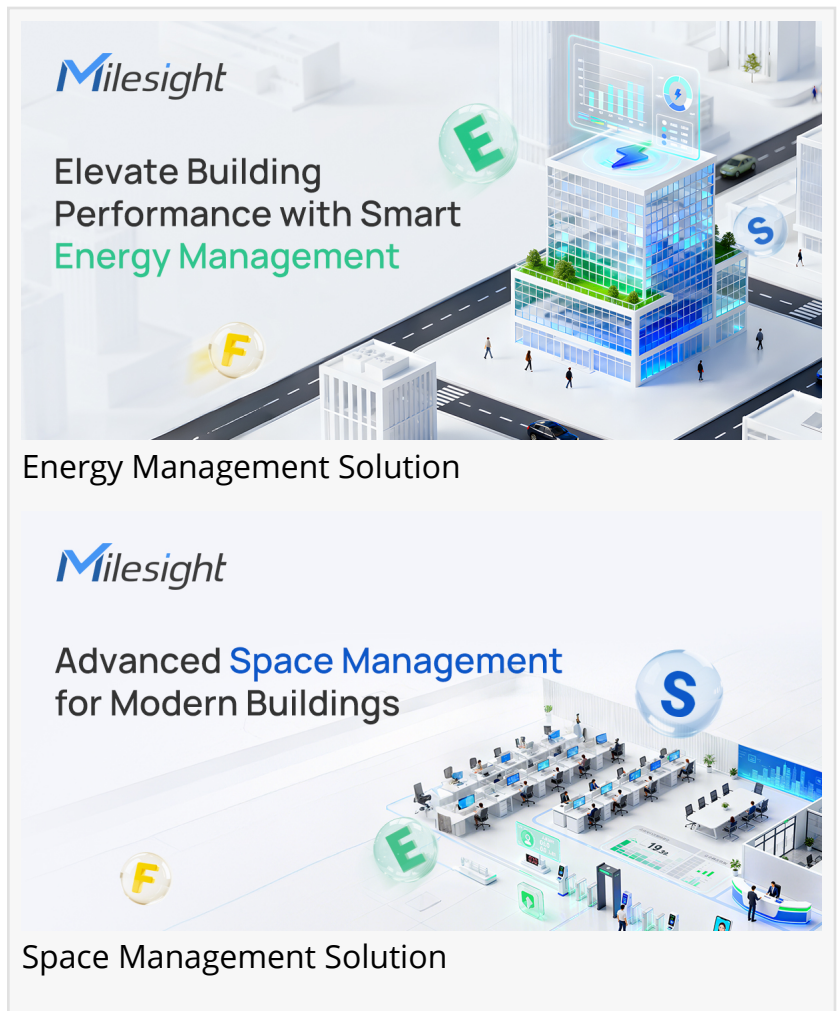 Milesight
E
Elevate Building
Performance with Smart
Energy Management
S
F
Energy Management Solution
Milesight
Advanced Space Management
for Modern Buildings
S
E
F
Space Management Solution